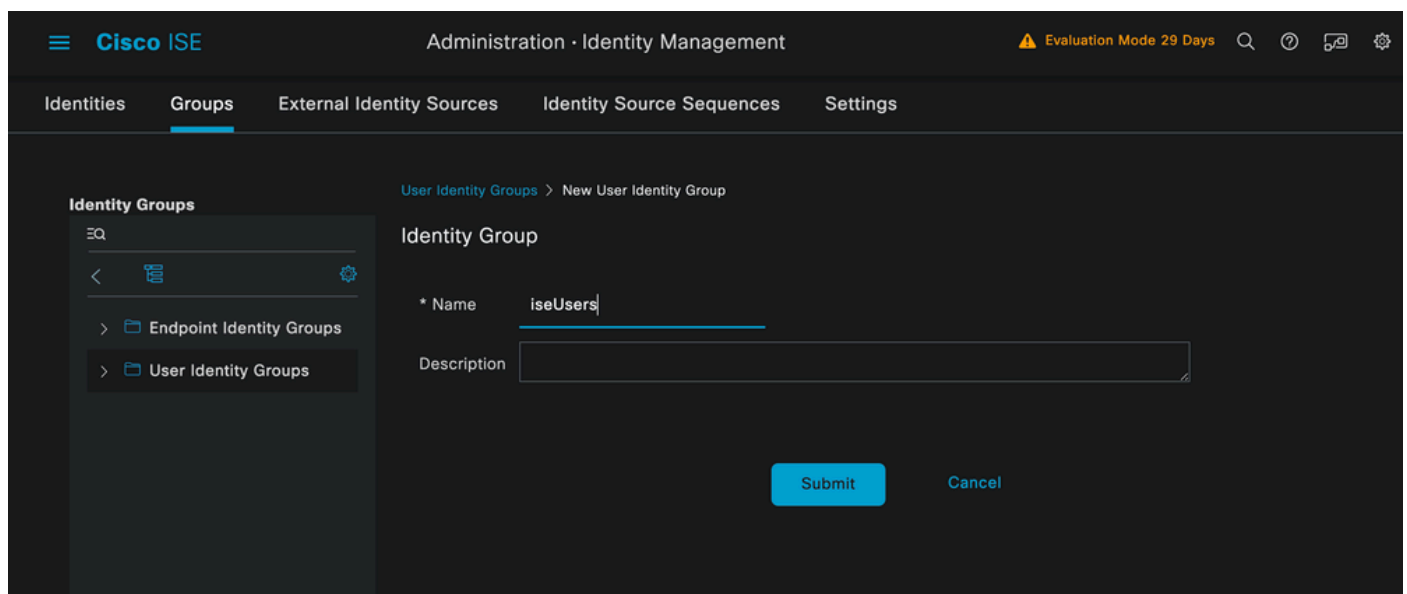 Cisco ISE
Administration · Identity Management
Evaluation Mode 29 Days
Identities
Groups
External Identity Sources
Identity Source Sequences
Settings
Identity Groups
Endpoint Identity Groups
User Identity Groups
User Identity Groups > New User Identity Group
Identity Group
* Name
iseUsers
Description
Submit
Cancel